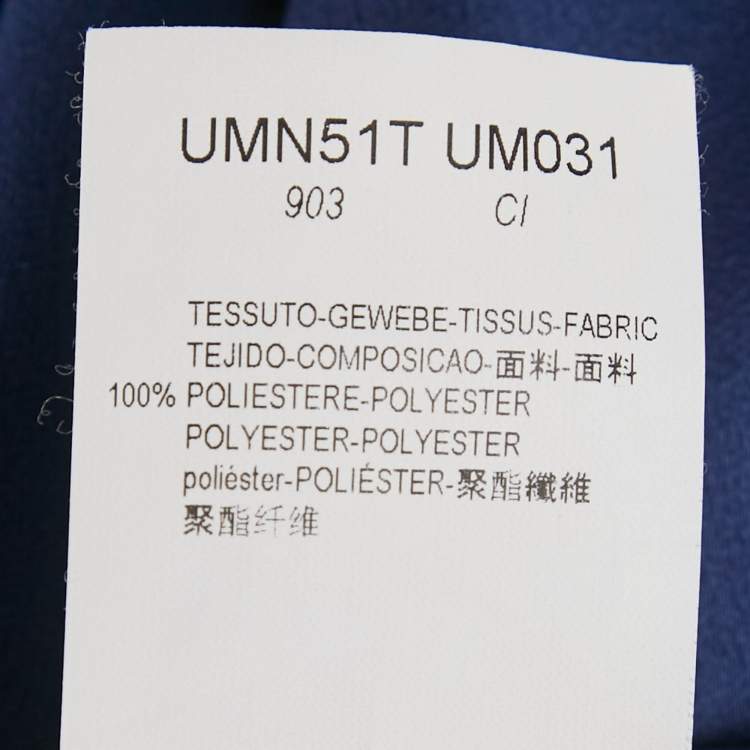 UMN51T UM031
903 CI
TESSUTO-GEWEBE-TISSUS-FABRIC
TEJIDO-COMPOSICAO-面料-面料
100% POLIESTERE-POLYESTER
POLYESTER-POLYESTER
poliéster-POLIÉSTER-聚酯纖維
聚酯纤维